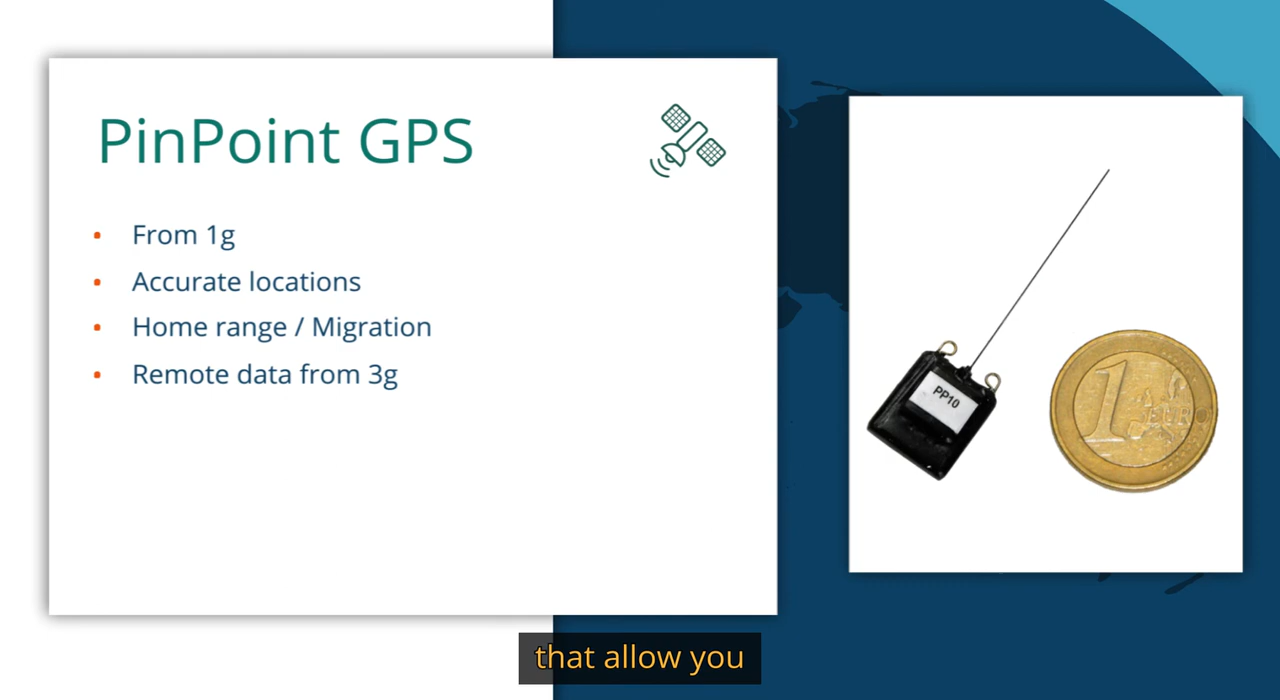 PinPoint GPS
From 1g
Accurate locations
Home range / Migration
Remote data from 3g
PP10
1 EURO
that allow you